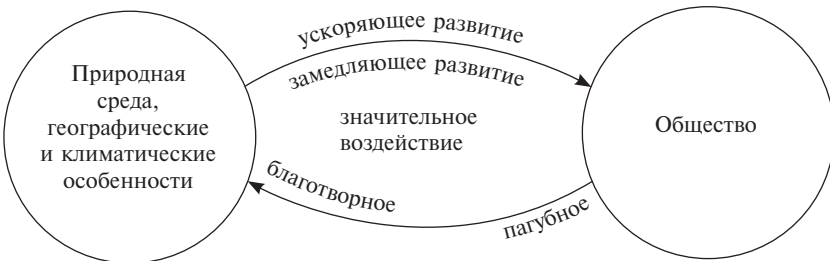 ускоряющее развитие
замедляющее развитие
Природная
среда,
географические
и климатические
особенности
значительное
воздействие
Общество
благотворное
пагубное